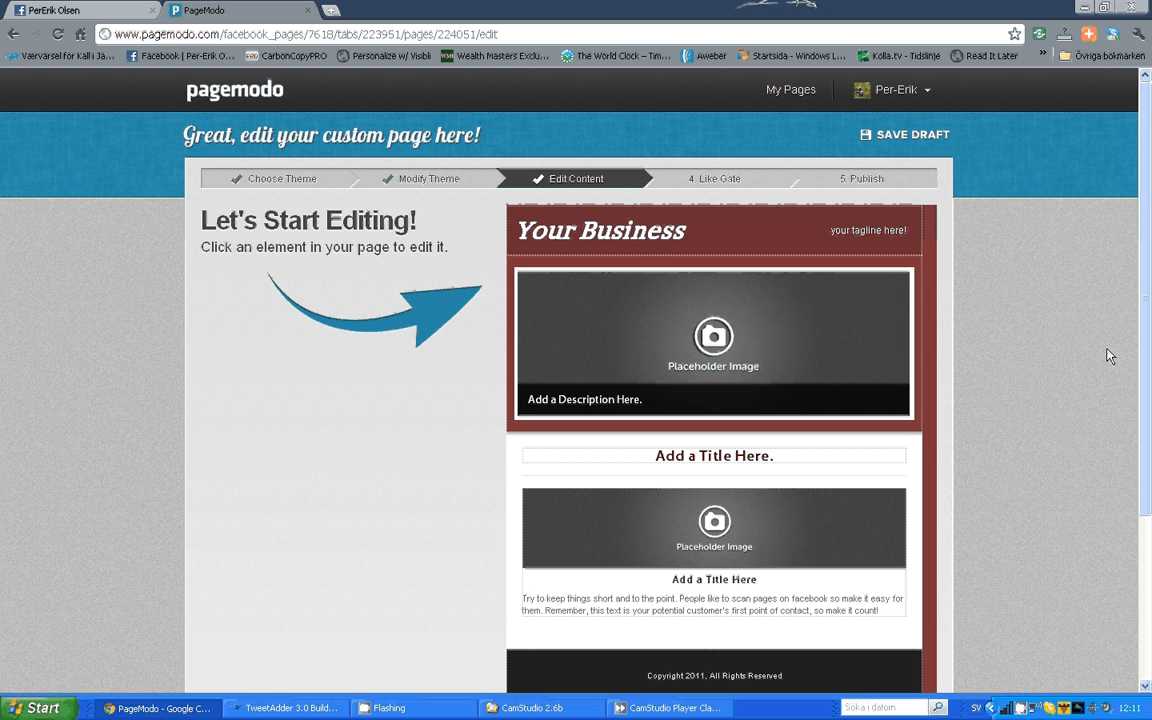 PerErik Olsen
PageModo
www.pagemodo.com/facebook_pages/7618/tabs/223951/pages/224051/edit
Värvarsel for Kall i Jä...
Facebook | Per-Erik O...
CarbonCopyPRO
Personalize w/ Visibli
Wealth Masters Exclu...
The World Clock – Tim...
Aweber
Startsida - Windows L...
Kolla.tv - Tidslinje
Read It Later
Övriga bokmärken
pagemodo
My Pages
Per-Erik
Great, edit your custom page here!
SAVE DRAFT
Choose Theme
Modify Theme
Edit Content
4. Like Gate
5. Publish
Let's Start Editing!
Click an element in your page to edit it.
Your Business
your tagline here!
Placeholder Image
Add a Description Here.
Add a Title Here.
Placeholder Image
Add a Title Here
Try to keep things short and to the point. People like to scan pages on facebook so make it easy for
them. Remember, this text is your potential customer's first point of contact, so make it count!
Copyright 2011, All Rights Reserved
Start
PageModo - Google C...
TweetAdder 3.0 Build...
Flashing
CamStudio 2.6b
CamStudio Player Cla...
Söka i datorn
SV
12:11